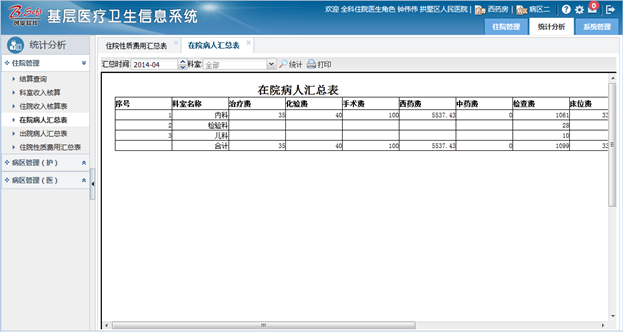 B.Soft 创业软件 基层医疗卫生信息系统
欢迎 全科住院医生角色 钟伟伟 拱墅区人民医院 | 西药房 | 病区二 | ? 0
住院管理 统计分析 系统管理
统计分析
住院管理
结算查询
科室收入核算
住院收入核算表
在院病人汇总表
出院病人汇总表
住院性质费用汇总表
病区管理（护）
病区管理（医）
住院性质费用汇总表 × 在院病人汇总表 ×
汇总时间: 2014-04 科室: 全部 统计 打印
在院病人汇总表
序号 科室名称 治疗费 化验费 手术费 西药费 中药费 检查费 床位费
1 内科 35 40 100 5537.43 0 1061 33
2 检验科 28
3 儿科 10
合计 35 40 100 5537.43 0 1099 33